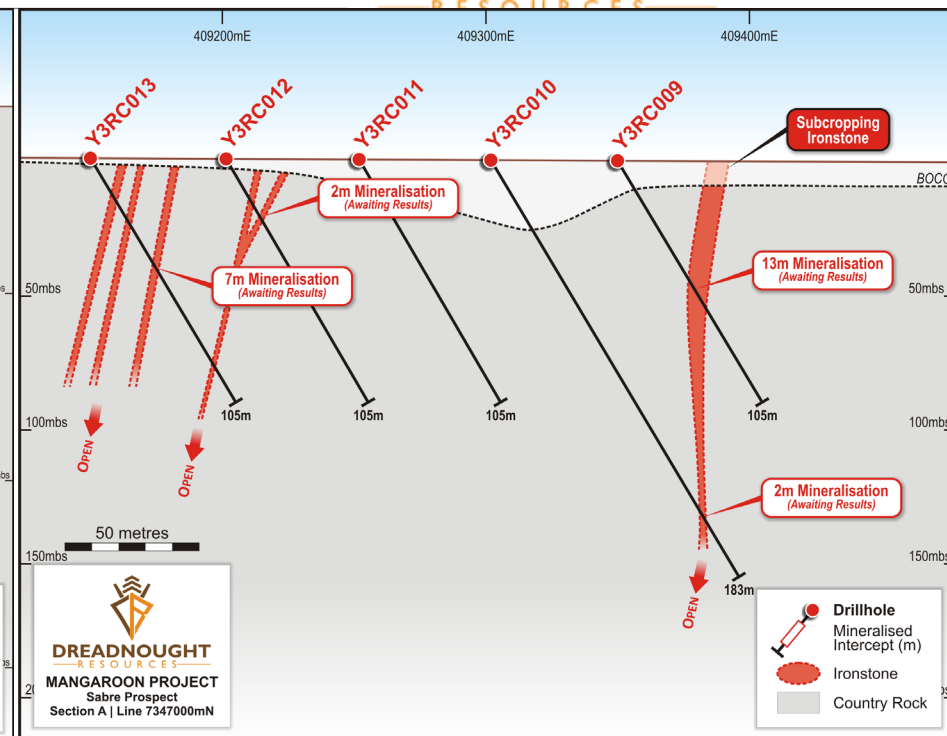 RESOURCES
409200mE
409300mE
409400mE
Y3RC013
Y3RC012
Y3RC011
Y3RC010
Y3RC009
Subcropping
Ironstone
BOCO
2m Mineralisation
(Awaiting Results)
7m Mineralisation
(Awaiting Results)
13m Mineralisation
(Awaiting Results)
50mbs
50mbs
105m
105m
105m
105m
100mbs
100mbs
OPEN
OPEN
2m Mineralisation
(Awaiting Results)
50 metres
150mbs
150mbs
183m
OPEN
DREADNOUGHT
RESOURCES
MANGAROON PROJECT
Sabre Prospect
Section A | Line 7347000mN
Drillhole
Mineralised
Intercept (m)
Ironstone
Country Rock